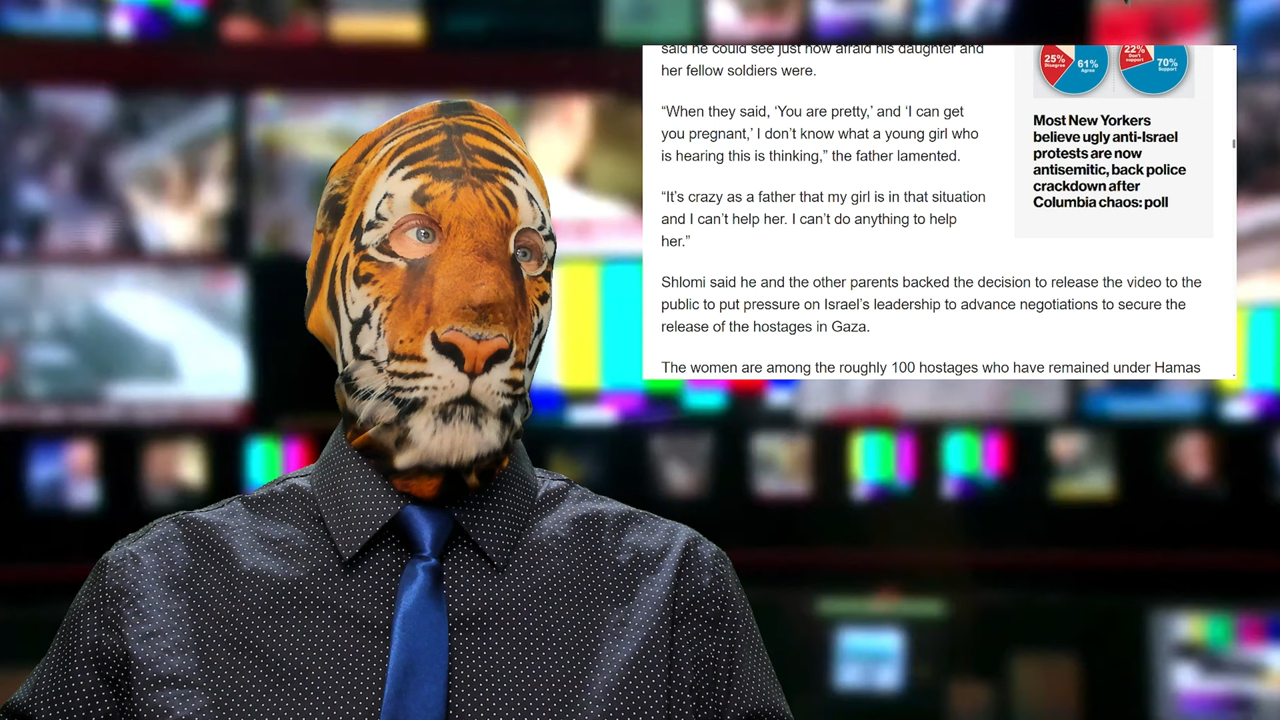 said he could see just how afraid his daughter and
her fellow soldiers were.
“When they said, ‘You are pretty,’ and ‘I can get
you pregnant,’ I don’t know what a young girl who
is hearing this is thinking,” the father lamented.
“It’s crazy as a father that my girl is in that situation
and I can’t help her. I can’t do anything to help
her.”
Shlomi said he and the other parents backed the decision to release the video to the
public to put pressure on Israel’s leadership to advance negotiations to secure the
release of the hostages in Gaza.
The women are among the roughly 100 hostages who have remained under Hamas
25%
Disagree
61%
Agree
22%
Don't
support
70%
Support
Most New Yorkers
believe ugly anti-Israel
protests are now
antisemitic, back police
crackdown after
Columbia chaos: poll